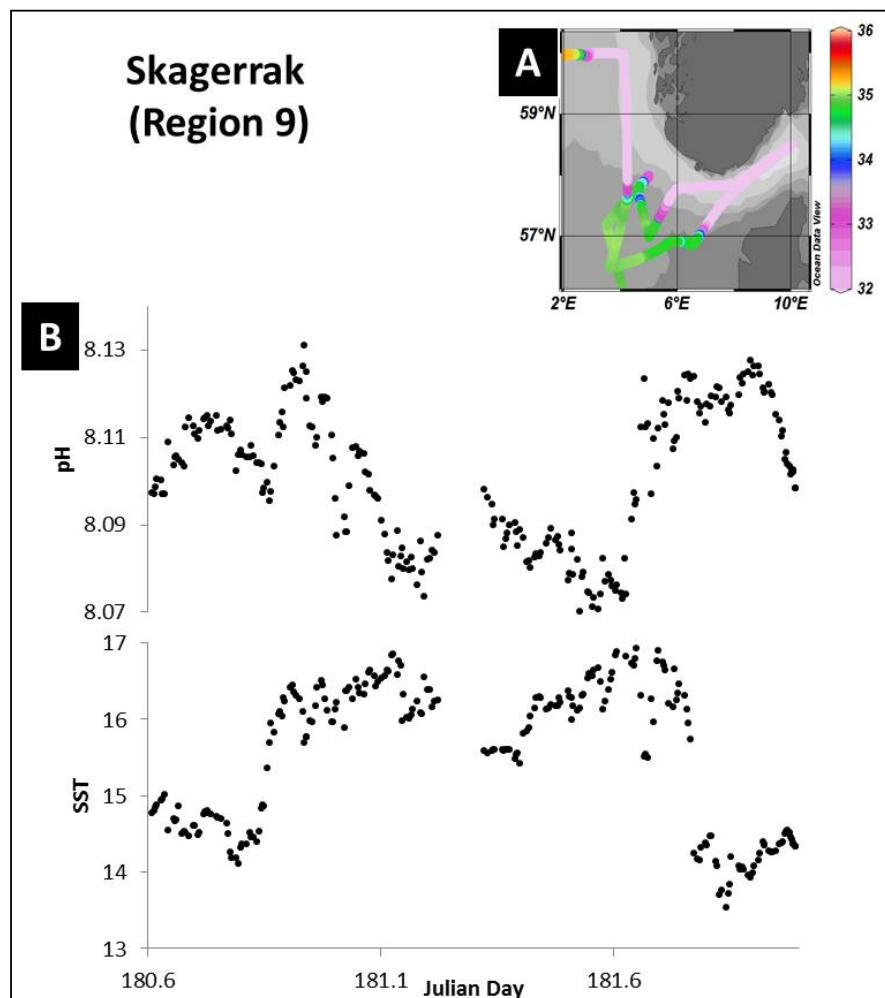 Skagerrak
(Region 9)
A
59°N
57°N
2°E
6°E
10°E
Ocean Data View
36
35
34
33
32
B
8.13
8.11
8.09
8.07
pH
17
16
15
14
13
SST
180.6
181.1
181.6
Julian Day